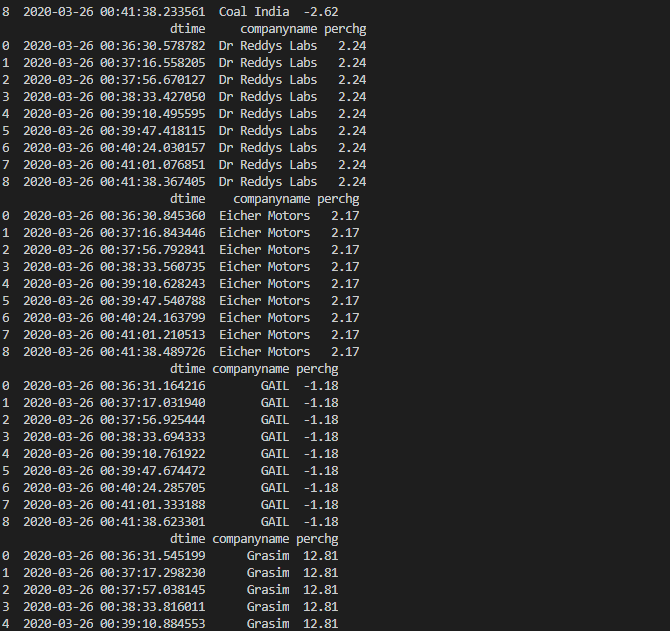 8  2020-03-26 00:41:38.233561  Coal India  -2.62
                        dtime     companyname perchg
0  2020-03-26 00:36:30.578782  Dr Reddys Labs   2.24
1  2020-03-26 00:37:16.558205  Dr Reddys Labs   2.24
2  2020-03-26 00:37:56.670127  Dr Reddys Labs   2.24
3  2020-03-26 00:38:33.427050  Dr Reddys Labs   2.24
4  2020-03-26 00:39:10.495595  Dr Reddys Labs   2.24
5  2020-03-26 00:39:47.418115  Dr Reddys Labs   2.24
6  2020-03-26 00:40:24.030157  Dr Reddys Labs   2.24
7  2020-03-26 00:41:01.076851  Dr Reddys Labs   2.24
8  2020-03-26 00:41:38.367405  Dr Reddys Labs   2.24
                        dtime    companyname perchg
0  2020-03-26 00:36:30.845360  Eicher Motors   2.17
1  2020-03-26 00:37:16.843446  Eicher Motors   2.17
2  2020-03-26 00:37:56.792841  Eicher Motors   2.17
3  2020-03-26 00:38:33.560735  Eicher Motors   2.17
4  2020-03-26 00:39:10.628243  Eicher Motors   2.17
5  2020-03-26 00:39:47.540788  Eicher Motors   2.17
6  2020-03-26 00:40:24.163799  Eicher Motors   2.17
7  2020-03-26 00:41:01.210513  Eicher Motors   2.17
8  2020-03-26 00:41:38.489726  Eicher Motors   2.17
                        dtime companyname perchg
0  2020-03-26 00:36:31.164216        GAIL  -1.18
1  2020-03-26 00:37:17.031940        GAIL  -1.18
2  2020-03-26 00:37:56.925444        GAIL  -1.18
3  2020-03-26 00:38:33.694333        GAIL  -1.18
4  2020-03-26 00:39:10.761922        GAIL  -1.18
5  2020-03-26 00:39:47.674472        GAIL  -1.18
6  2020-03-26 00:40:24.285705        GAIL  -1.18
7  2020-03-26 00:41:01.333188        GAIL  -1.18
8  2020-03-26 00:41:38.623301        GAIL  -1.18
                        dtime companyname perchg
0  2020-03-26 00:36:31.545199      Grasim  12.81
1  2020-03-26 00:37:17.298230      Grasim  12.81
2  2020-03-26 00:37:57.038145      Grasim  12.81
3  2020-03-26 00:38:33.816011      Grasim  12.81
4  2020-03-26 00:39:10.884553      Grasim  12.81